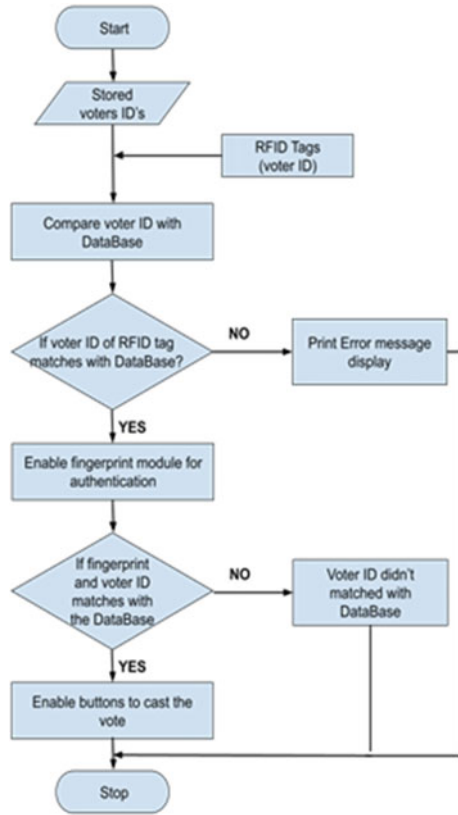 Start
Stored
voters ID's
RFID Tags
(voter ID)
Compare voter ID with
DataBase
If voter ID of RFID tag
matches with DataBase?
NO
Print Error message
display
YES
Enable fingerprint module for
authentication
If fingerprint
and voter ID
matches with
the DataBase
NO
Voter ID didn't
matched with
DataBase
YES
Enable buttons to cast the
vote
Stop